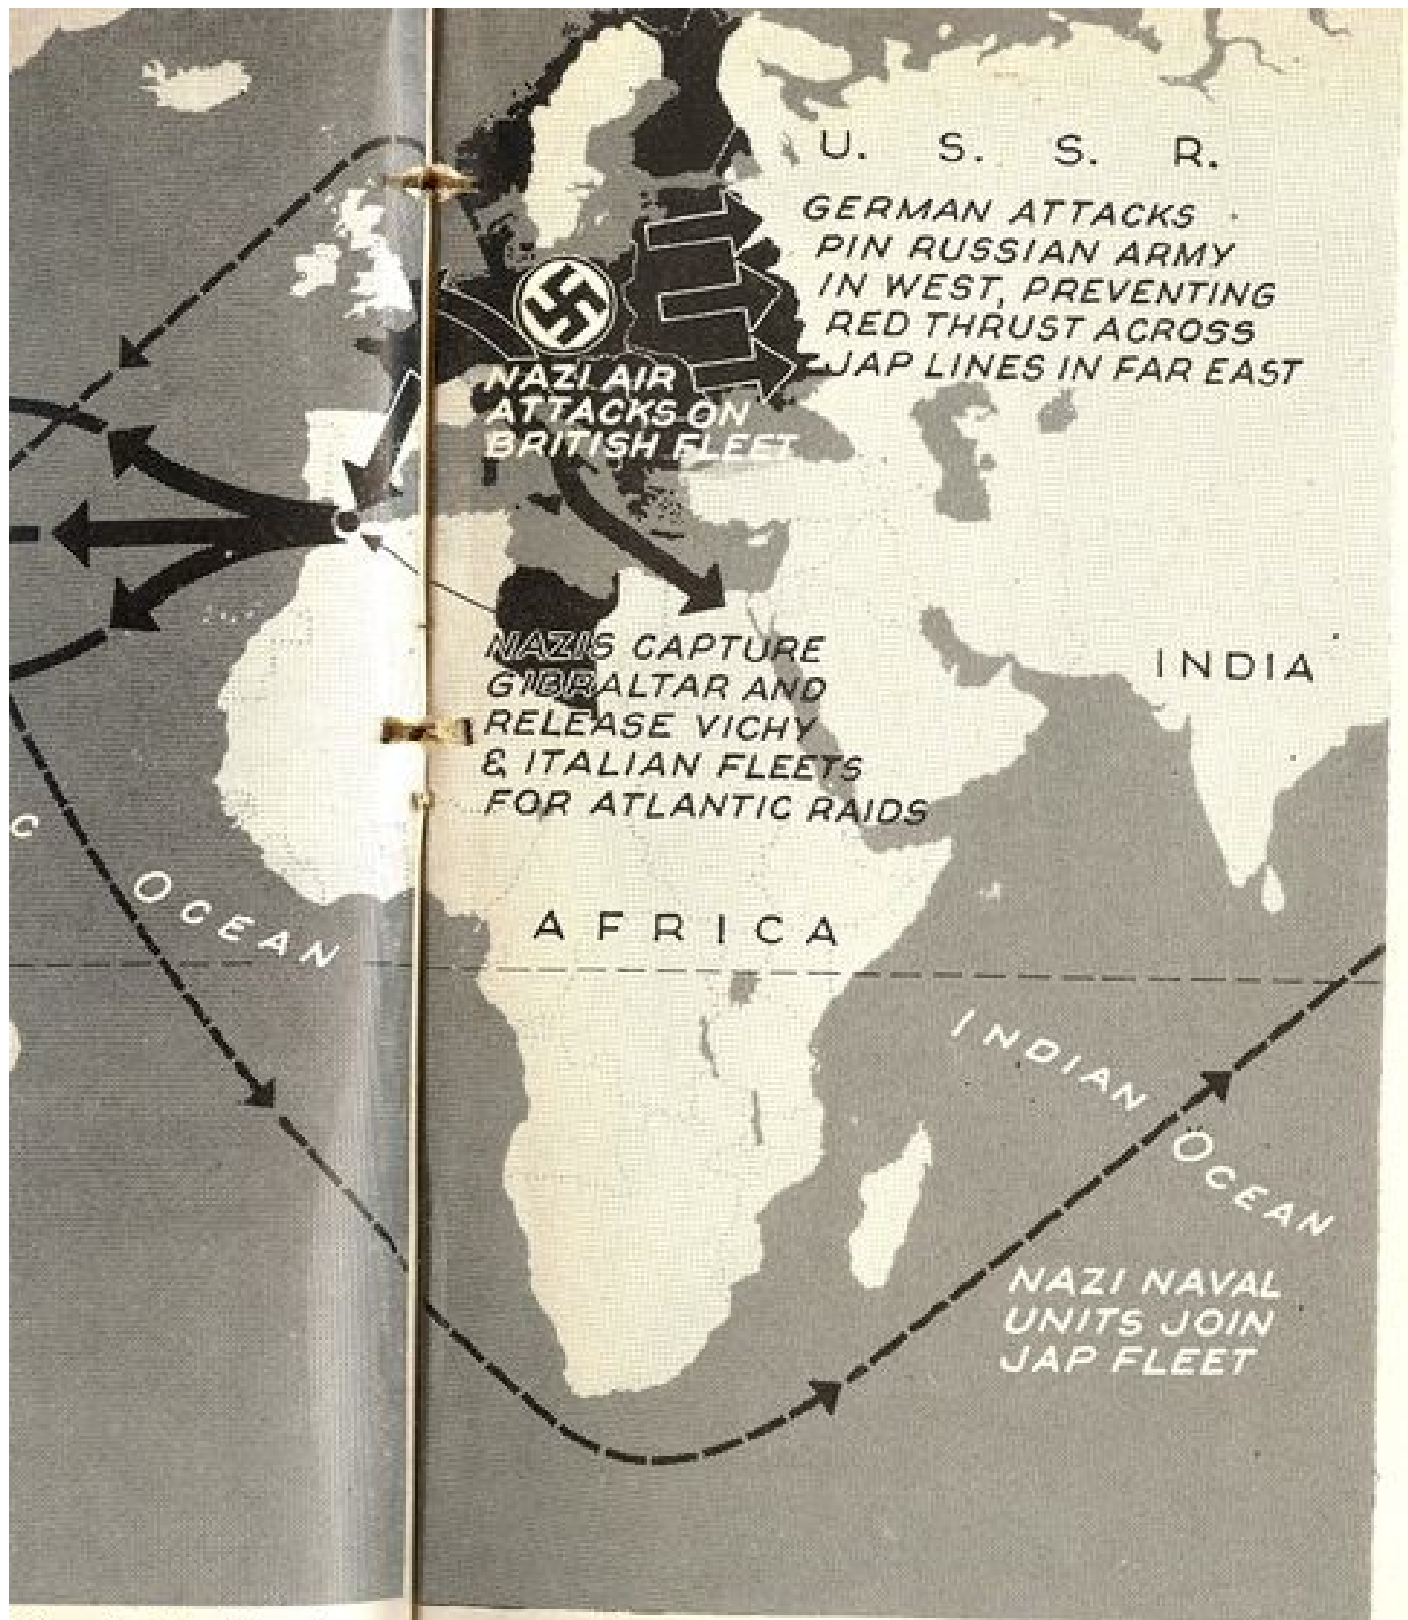 U. S. S. R.
GERMAN ATTACKS
PIN RUSSIAN ARMY
IN WEST, PREVENTING
RED THRUST ACROSS
JAP LINES IN FAR EAST
NAZI AIR
ATTACKS ON
BRITISH FLEET
NAZIS CAPTURE
GIBRALTAR AND
RELEASE VICHY
& ITALIAN FLEETS
FOR ATLANTIC RAIDS
INDIA
C
OCEAN
AFRICA
INDIAN
OCEAN
NAZI NAVAL
UNITS JOIN
JAP FLEET